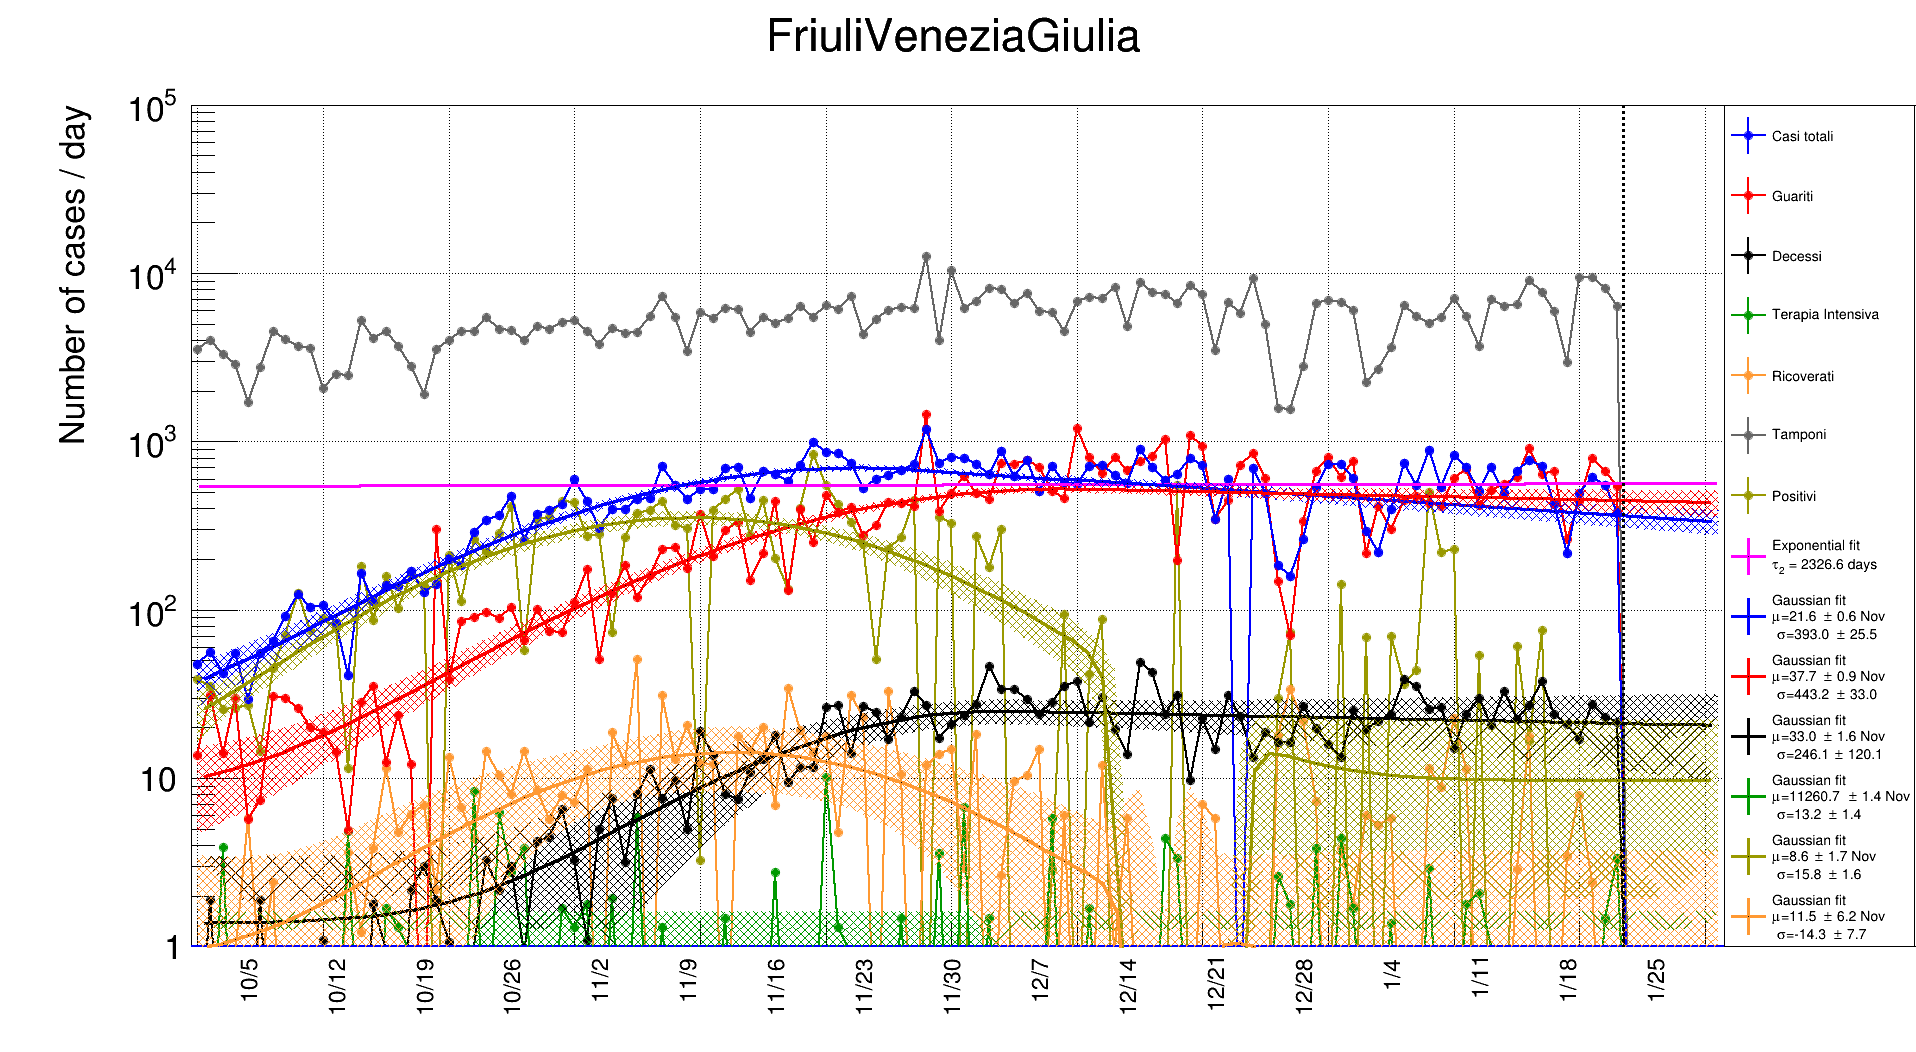 FriuliVeneziaGiulia
Number of cases / day
10^5
10^4
10^3
10^2
10
1
10/5
10/12
10/19
10/26
11/2
11/9
11/16
11/23
11/30
12/7
12/14
12/21
12/28
1/4
1/11
1/18
1/25
Casi totali
Guariti
Decessi
Terapia Intensiva
Ricoverati
Tamponi
Positivi
Exponential fit
τ₂ = 2326.6 days
Gaussian fit
μ=21.6 ± 0.6 Nov
σ=393.0 ± 25.5
Gaussian fit
μ=37.7 ± 0.9 Nov
σ=443.2 ± 33.0
Gaussian fit
μ=33.0 ± 1.6 Nov
σ=246.1 ± 120.1
Gaussian fit
μ=11260.7 ± 1.4 Nov
σ=13.2 ± 1.4
Gaussian fit
μ=8.6 ± 1.7 Nov
σ=15.8 ± 1.6
Gaussian fit
μ=11.5 ± 6.2 Nov
σ=-14.3 ± 7.7